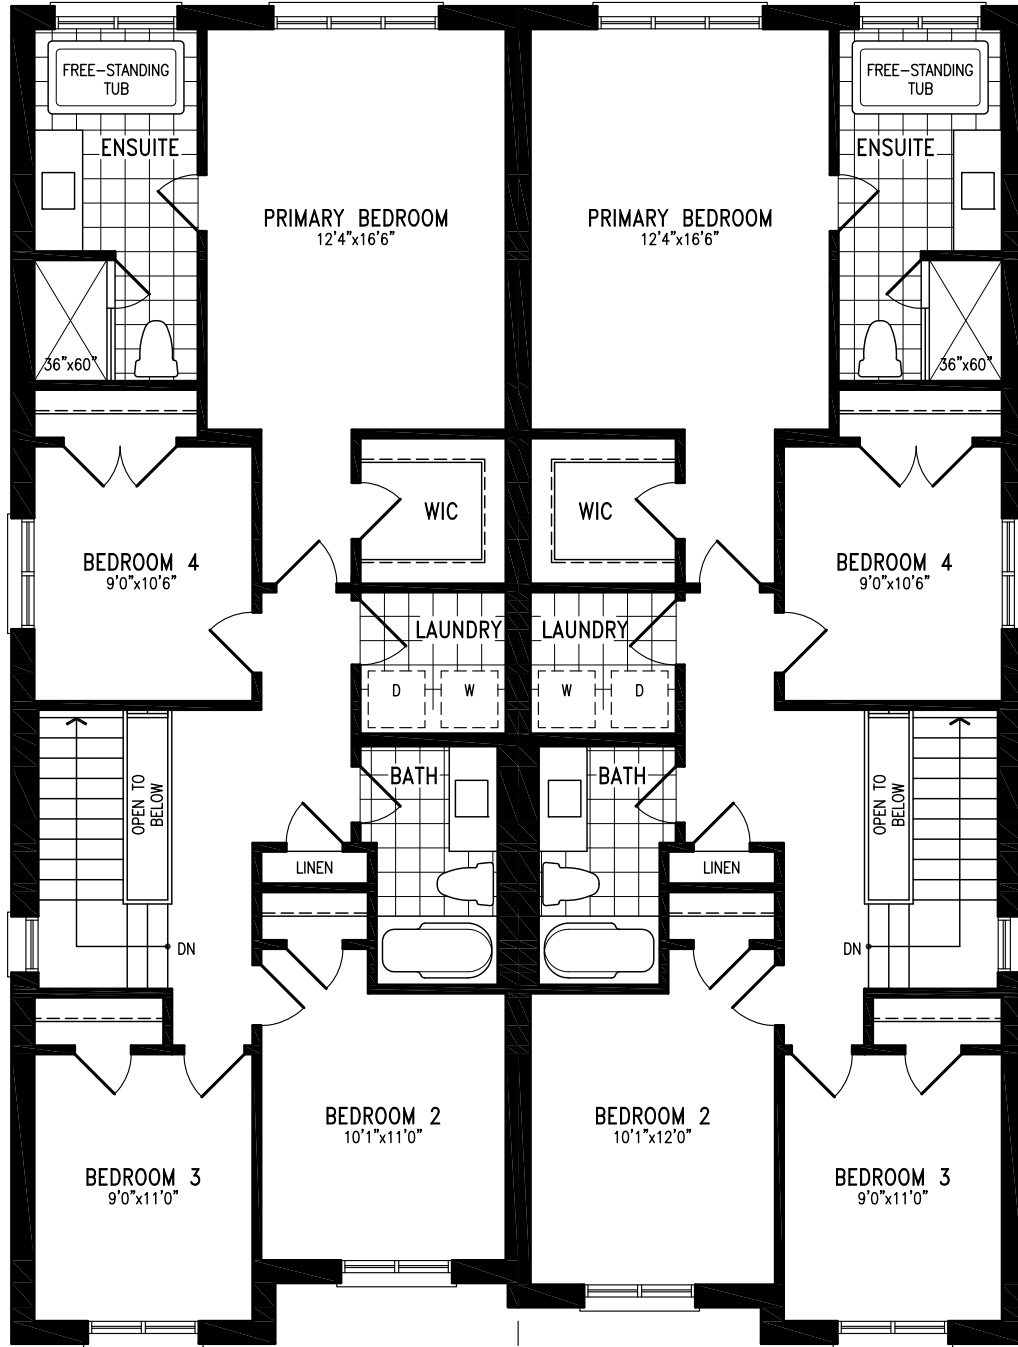 FREE-STANDING
TUB
FREE-STANDING
TUB
ENSUITE
ENSUITE
PRIMARY BEDROOM
12'4"x16'6"
PRIMARY BEDROOM
12'4"x16'6"
36"x60"
36"x60"
WIC
WIC
BEDROOM 4
9'0"x10'6"
BEDROOM 4
9'0"x10'6"
LAUNDRY
LAUNDRY
D
W
W
D
BATH
BATH
OPEN TO
BELOW
OPEN TO
BELOW
LINEN
LINEN
DN
DN
BEDROOM 2
10'1"x11'0"
BEDROOM 2
10'1"x12'0"
BEDROOM 3
9'0"x11'0"
BEDROOM 3
9'0"x11'0"